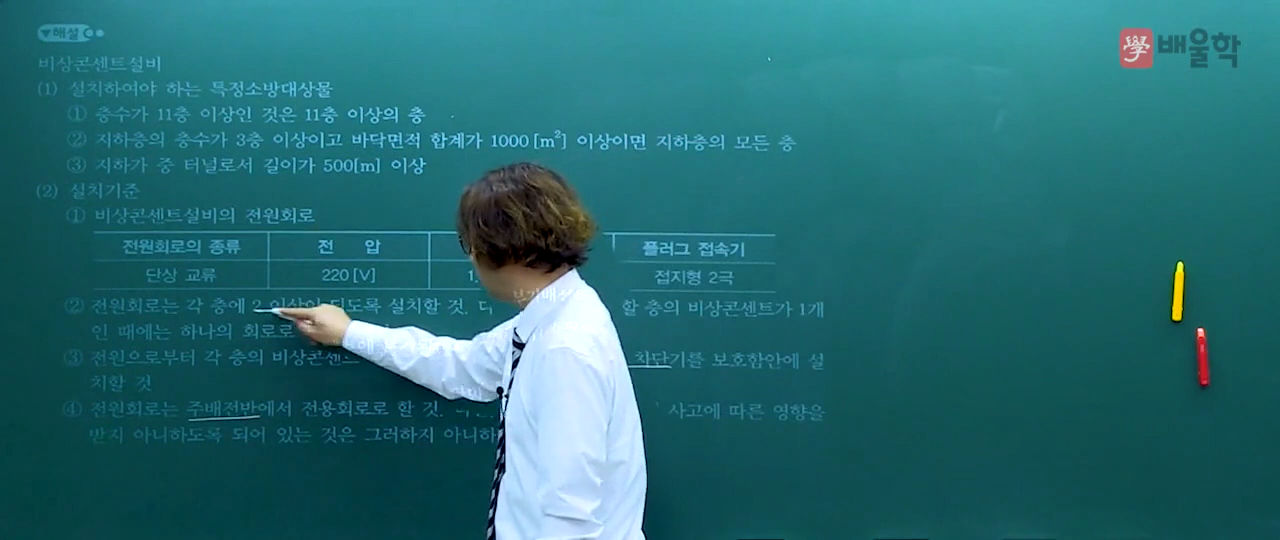 ▼해설
學 배울학
비상콘센트설비
(1) 설치하여야 하는 특정소방대상물
① 층수가 11층 이상인 것은 11층 이상의 층
② 지하층의 층수가 3층 이상이고 바닥면적 합계가 1000[m²] 이상이면 지하층의 모든 층
③ 지하가 중 터널로서 길이가 500[m] 이상
(2) 설치기준
① 비상콘센트설비의 전원회로
전원회로의 종류 전 압 플러그 접속기
단상 교류 220[V] 1. 접지형 2극
② 전원회로는 각 층에 2 이상이 되도록 설치할 것. 할 층의 비상콘센트가 1개
인 때에는 하나의 회로로
③ 전원으로부터 각 층의 비상콘센트 차단기를 보호함안에 설
치할 것
④ 전원회로는 주배전반에서 전용회로로 할 것. 사고에 따른 영향을
받지 아니하도록 되어 있는 것은 그러하지 아니하